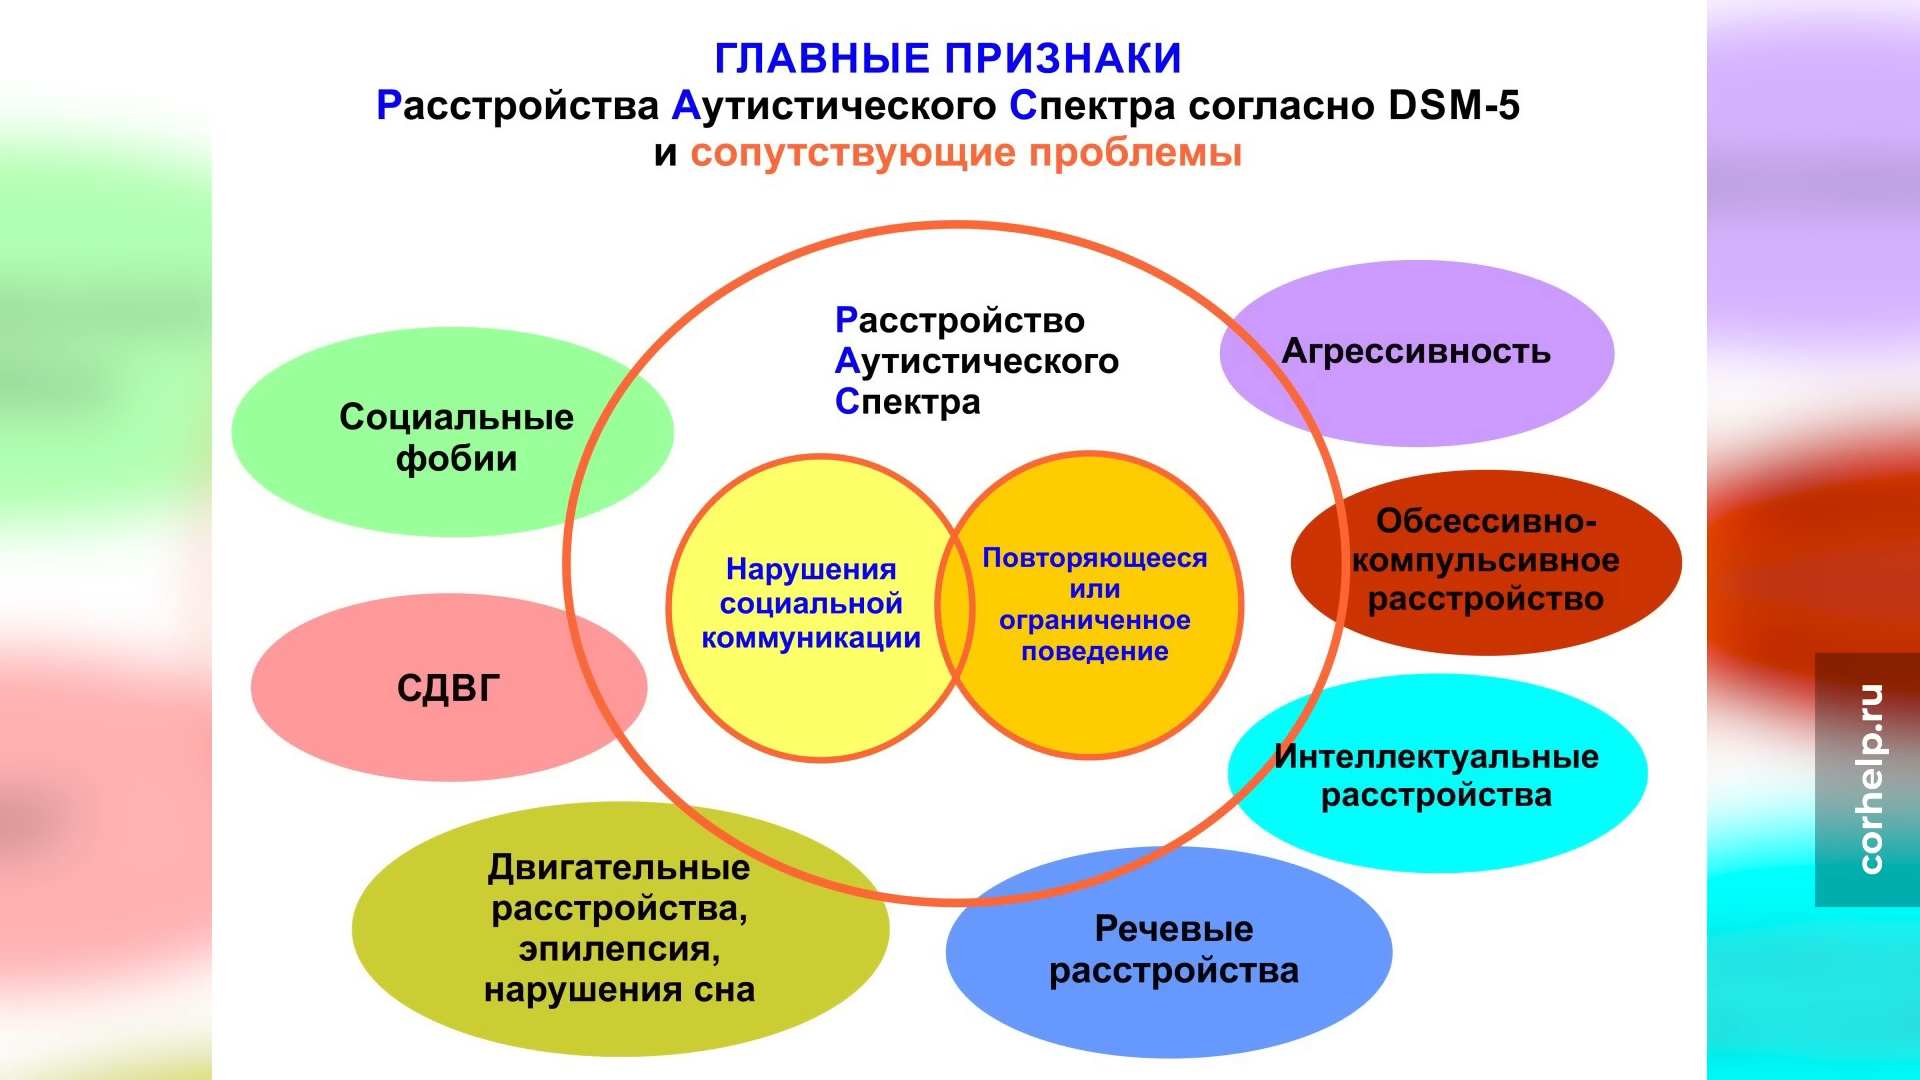 ГЛАВНЫЕ ПРИЗНАКИ
Расстройства Аутистического Спектра согласно DSM-5
и сопутствующие проблемы
Расстройство
Аутистического
Спектра
Агрессивность
Социальные
фобии
Обсессивно-
компульсивное
расстройство
Нарушения
социальной
коммуникации
Повторяющееся
или
ограниченное
поведение
СДВГ
Интеллектуальные
расстройства
Двигательные
расстройства,
эпилепсия,
нарушения сна
Речевые
расстройства
corhelp.ru